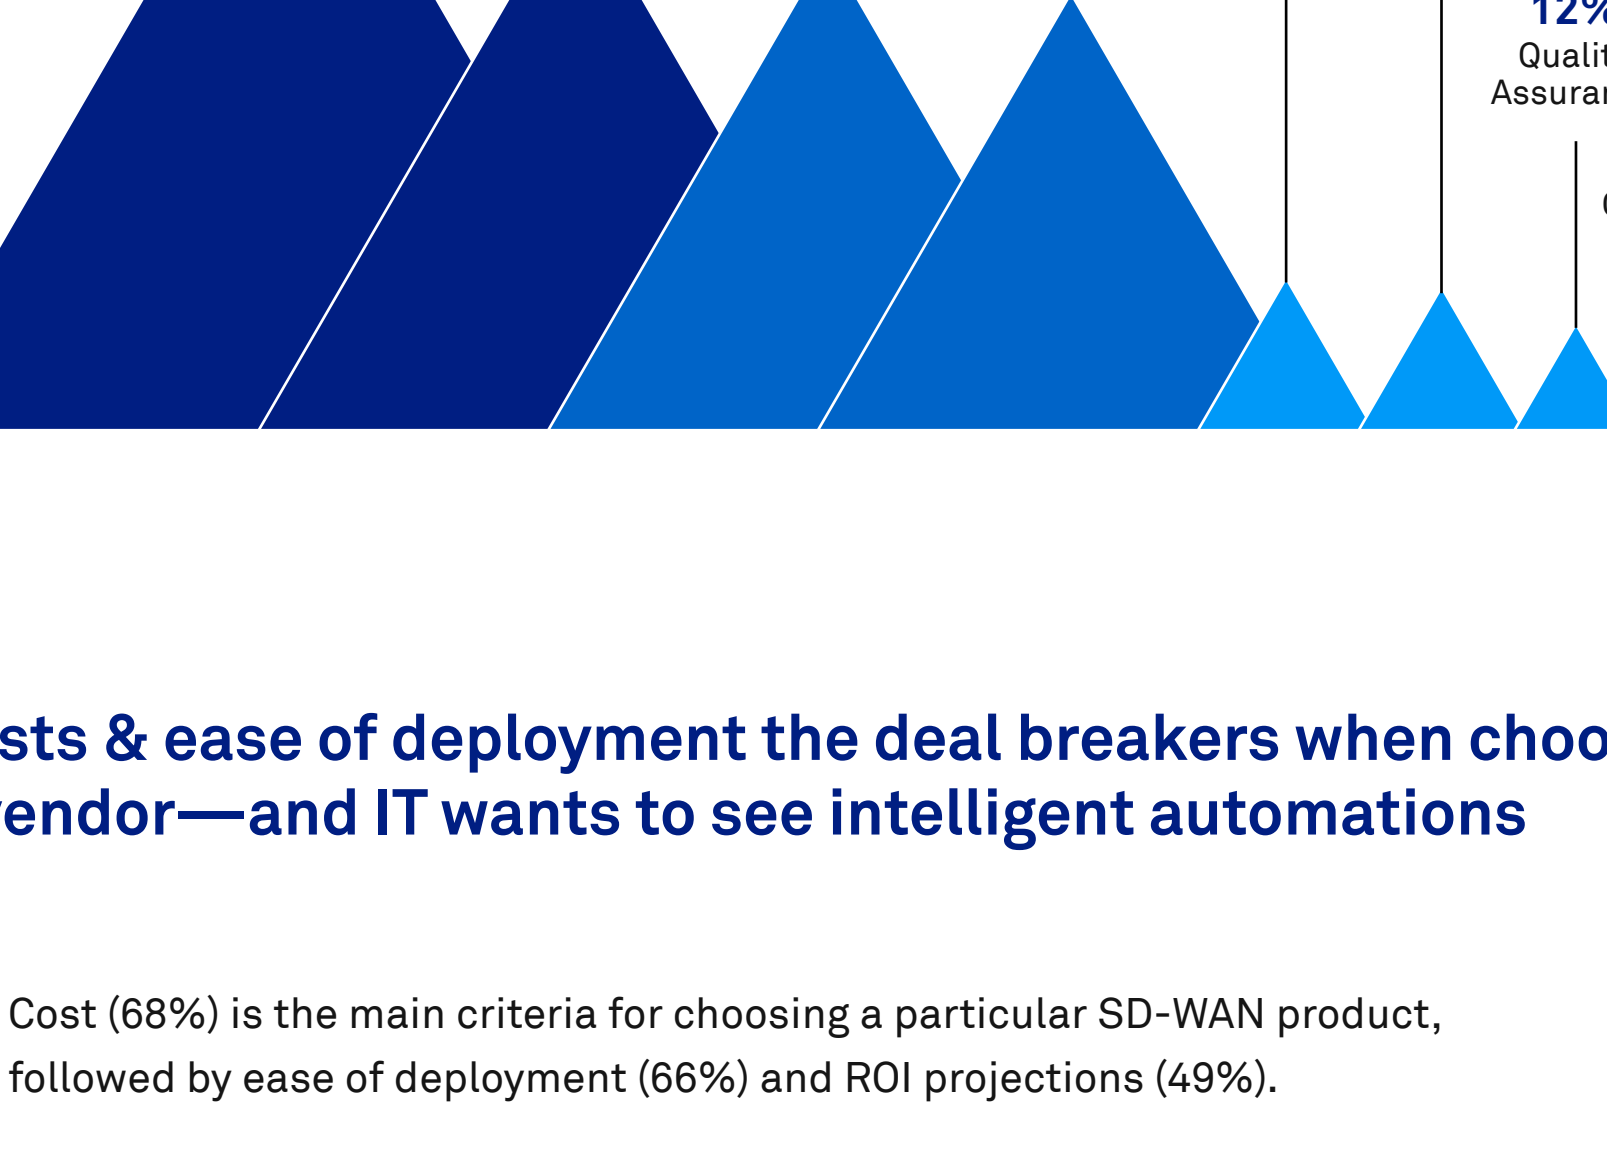 12%
sts & ease of deployment the deal breakers when choo
vendor—and IT wants to see intelligent automations
Cost (68%) is the main criteria for choosing a particular SD-WAN product,
followed by ease of deployment (66%) and ROI projections (49%).